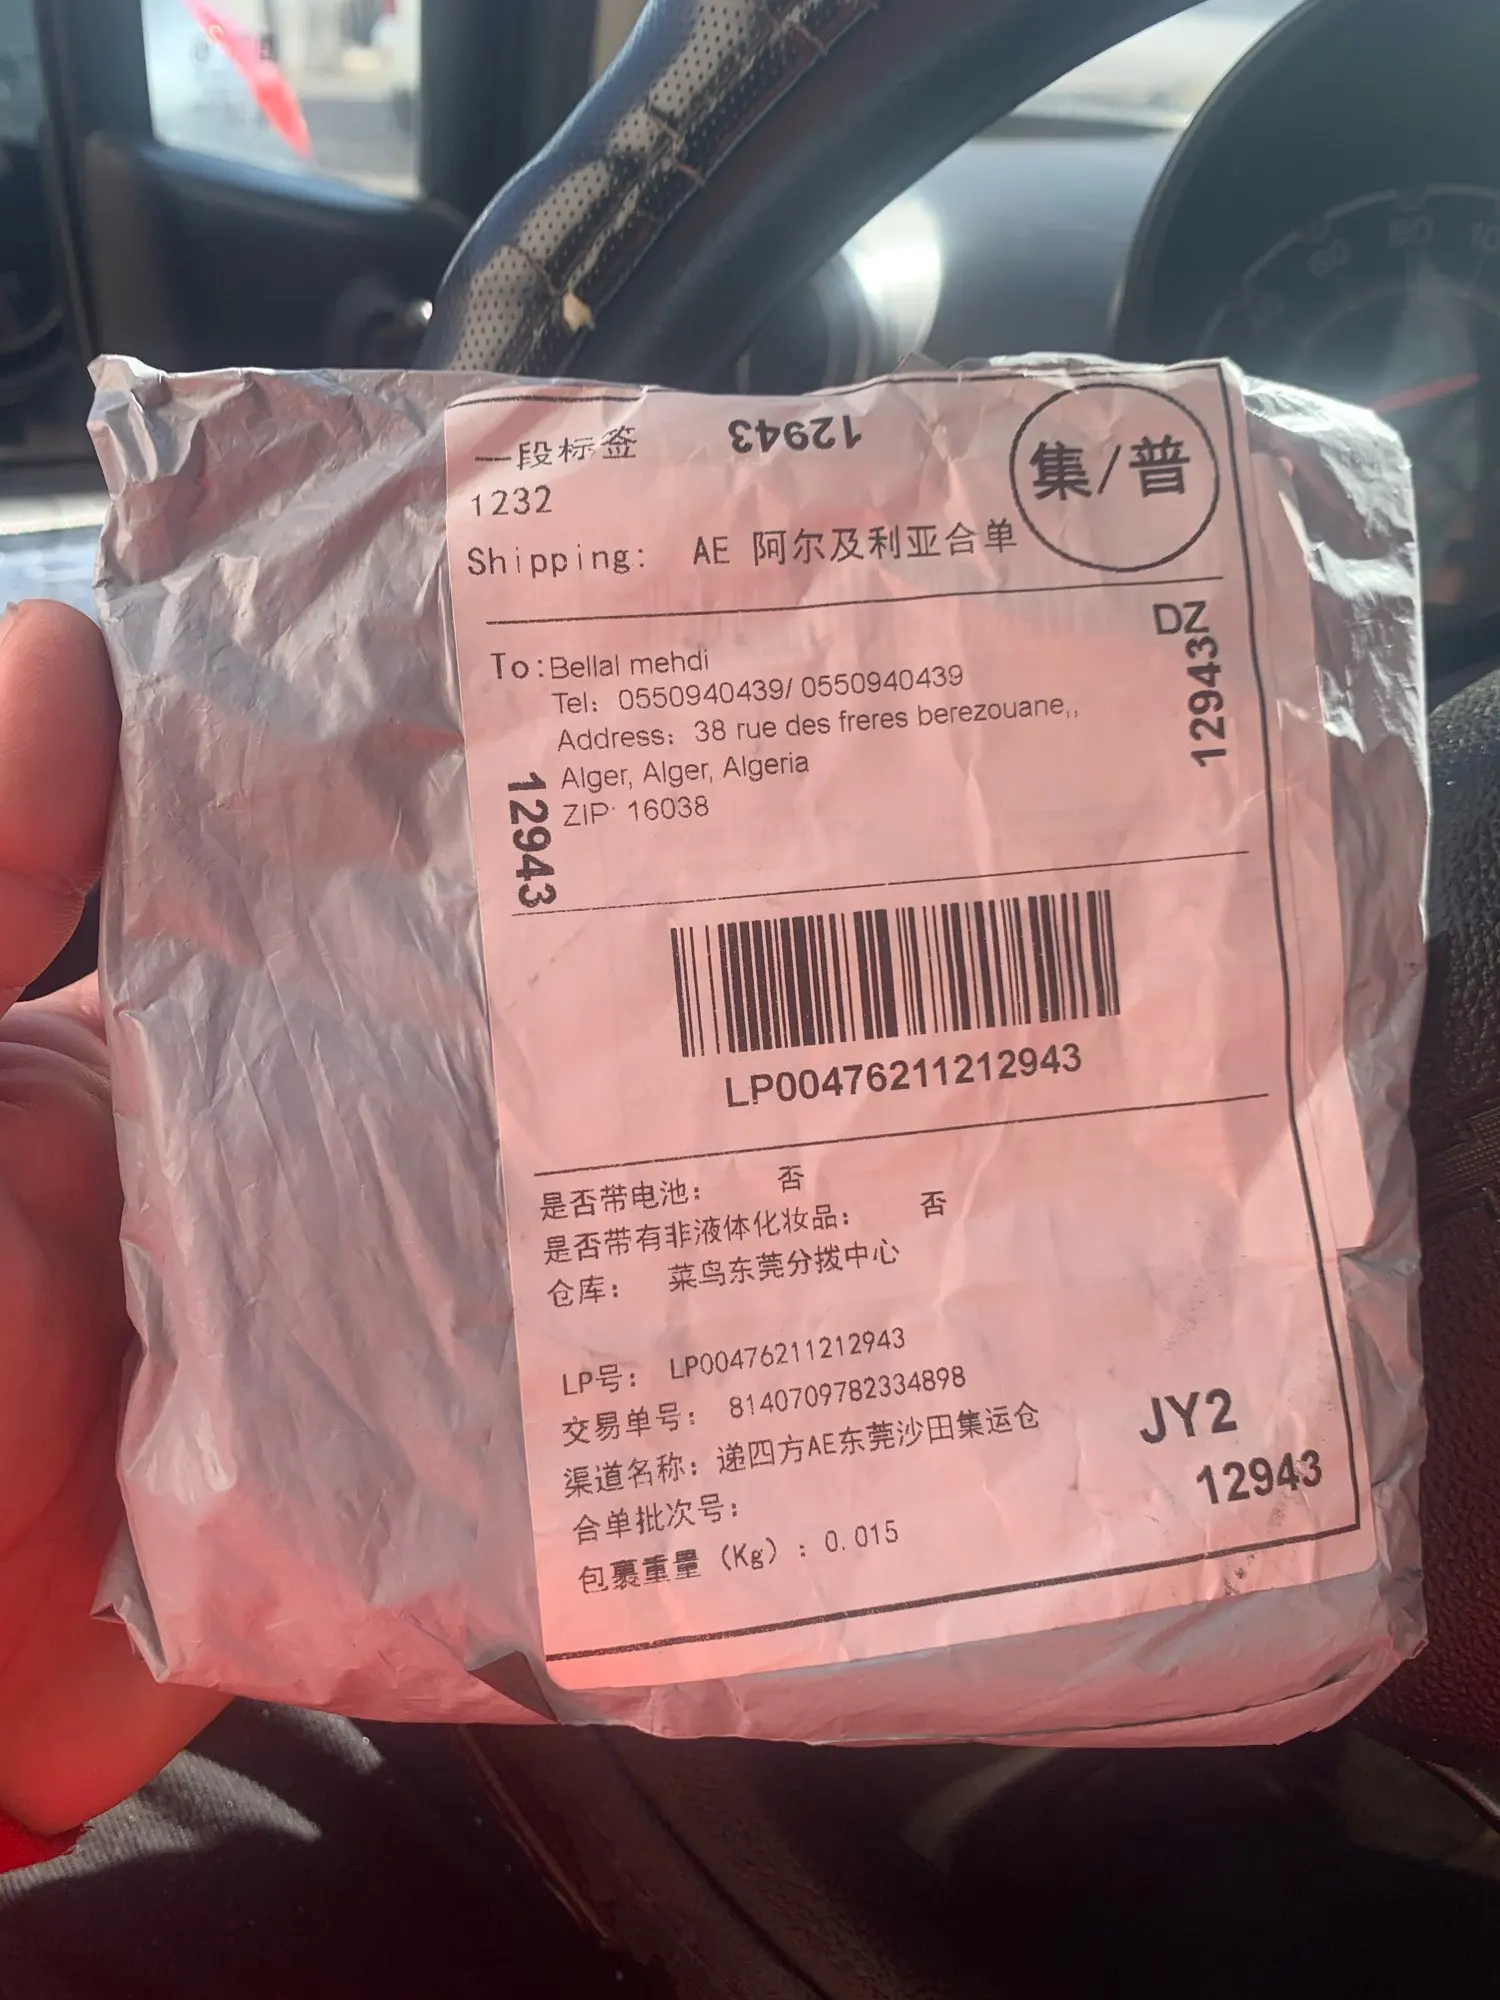 一段标签
12943
集/普
1232
Shipping: AE 阿尔及利亚合单
DZ
12943
To: Bellal mehdi
Tel: 0550940439/ 0550940439
Address: 38 rue des freres berezouane,,
Alger, Alger, Algeria
ZIP: 16038
12943
LP00476211212943
是否带电池: 否
是否带有非液体化妆品: 否
仓库: 菜鸟东莞分拨中心
LP号: LP00476211212943
交易单号: 8140709782334898
渠道名称: 递四方AE东莞沙田集运仓
合单批次号:
包裹重量 (Kg) : 0.015
JY2
12943